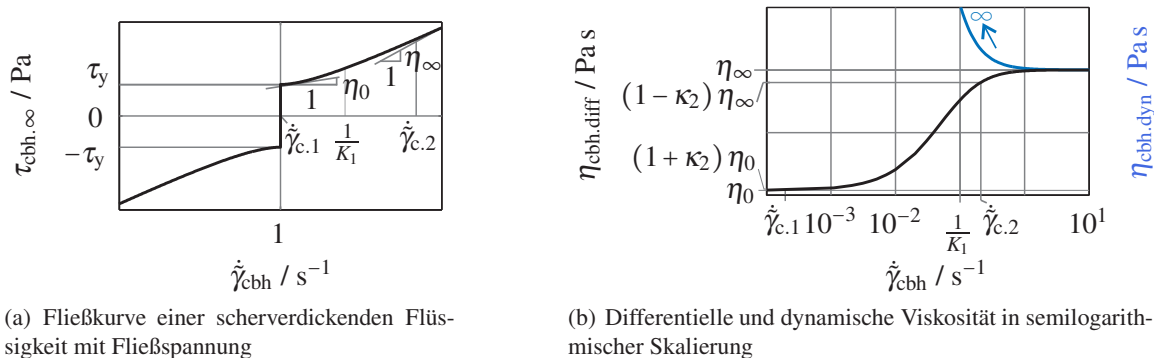 τcbh.∞ / Pa
τy
0
−τy
η∞
1
η0
1
γ̃̇c.1
1/K1
γ̃̇c.2
1
γ̃̇cbh / s−1
(a) Fließkurve einer scherverdickenden Flüs-
sigkeit mit Fließspannung
ηcbh.diff / Pa s
η∞
(1 − κ2) η∞
(1 + κ2) η0
η0
∞
ηcbh.dyn / Pa s
γ̃̇c.1 10−3 10−2 1/K1 γ̃̇c.2 101
γ̃̇cbh / s−1
(b) Differentielle und dynamische Viskosität in semilogarith-
mischer Skalierung